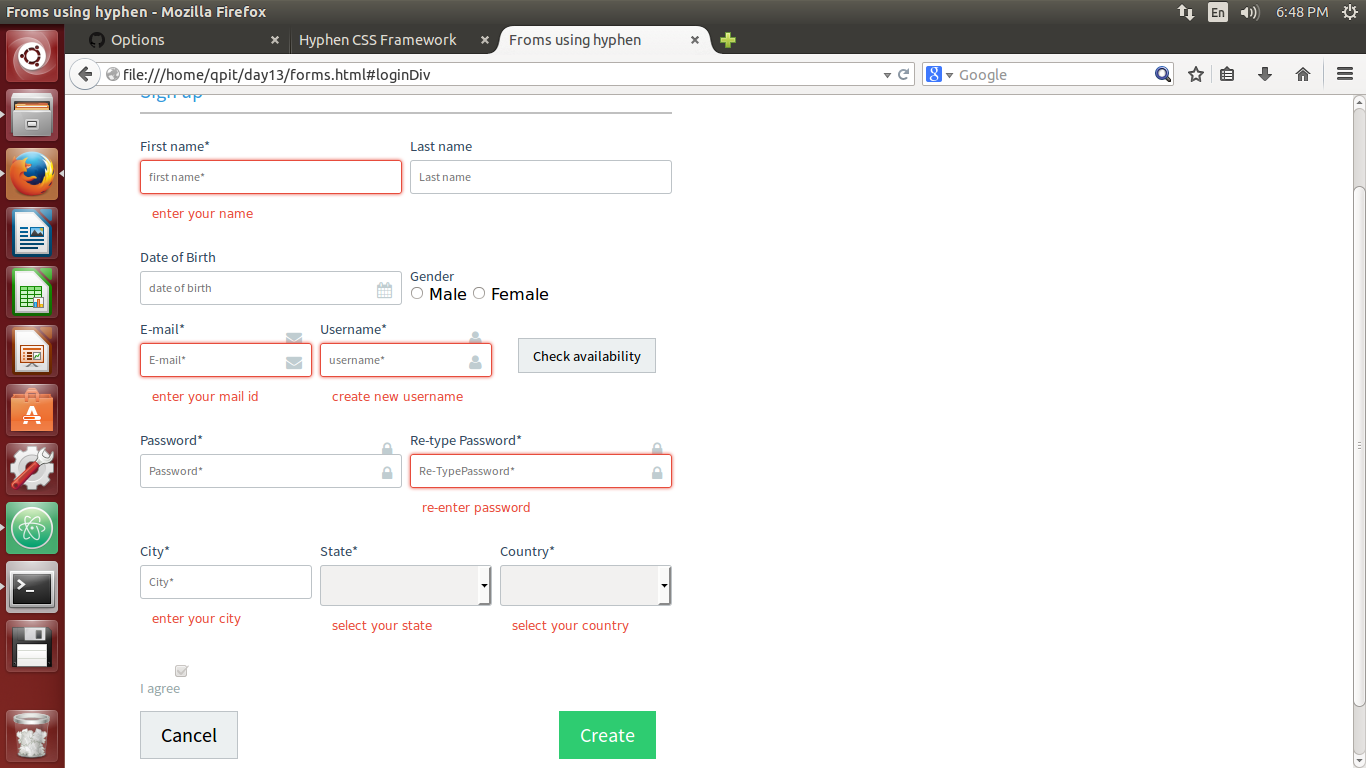 Froms using hyphen - Mozilla Firefox
En
6:48 PM
Options
Hyphen CSS Framework
Froms using hyphen
file:///home/qpit/day13/forms.html#loginDiv
Google
Sign up
First name*
Last name
first name*
Last name
enter your name
Date of Birth
Gender
date of birth
Male
Female
E-mail*
Username*
E-mail*
username*
Check availability
enter your mail id
create new username
Password*
Re-type Password*
Password*
Re-TypePassword*
re-enter password
City*
State*
Country*
City*
enter your city
select your state
select your country
I agree
Cancel
Create